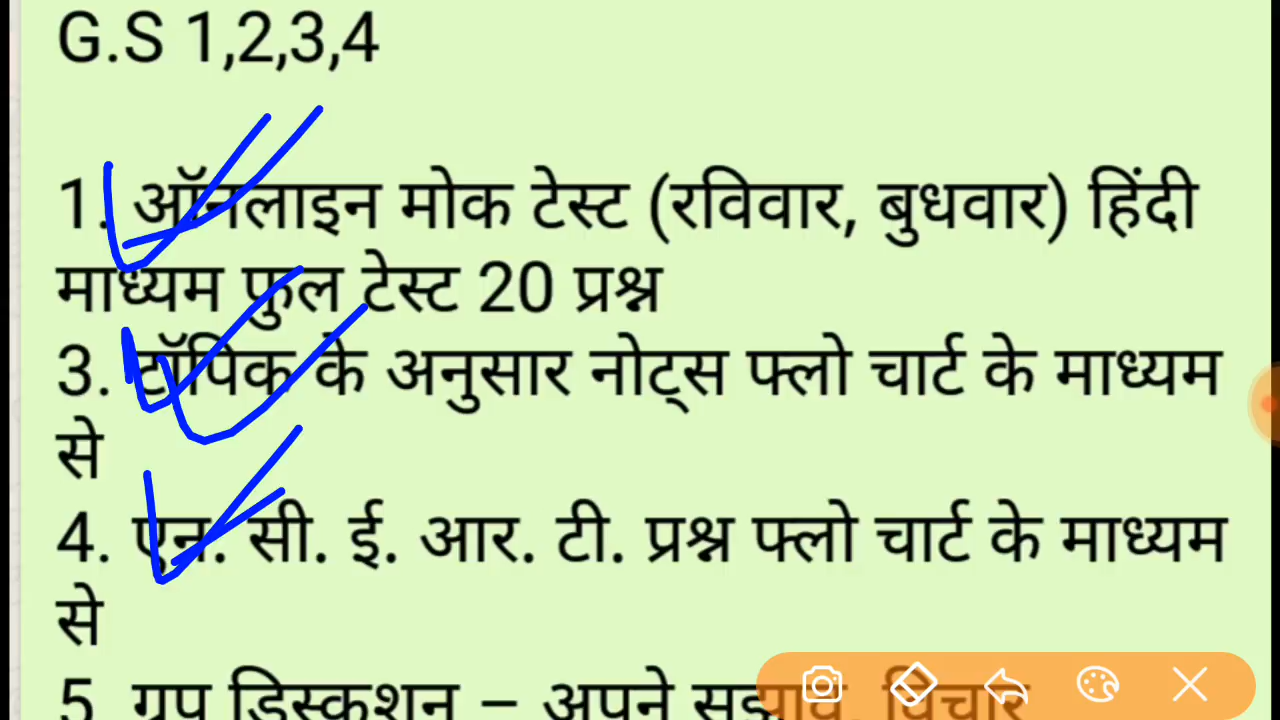 G.S 1,2,3,4
1. ऑनलाइन मोक टेस्ट (रविवार, बुधवार) हिंदी
माध्यम फुल टेस्ट 20 प्रश्न
3. टॉपिक के अनुसार नोट्स फ्लो चार्ट के माध्यम
से
4. एन. सी. ई. आर. टी. प्रश्न फ्लो चार्ट के माध्यम
से
5. ग्रुप डिस्कशन – अपने सुझाव, विचार